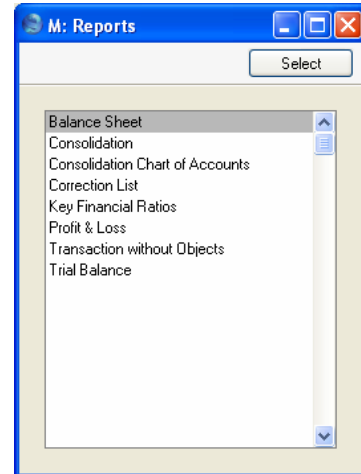 M: Reports
Select
Balance Sheet
Consolidation
Consolidation Chart of Accounts
Correction List
Key Financial Ratios
Profit & Loss
Transaction without Objects
Trial Balance